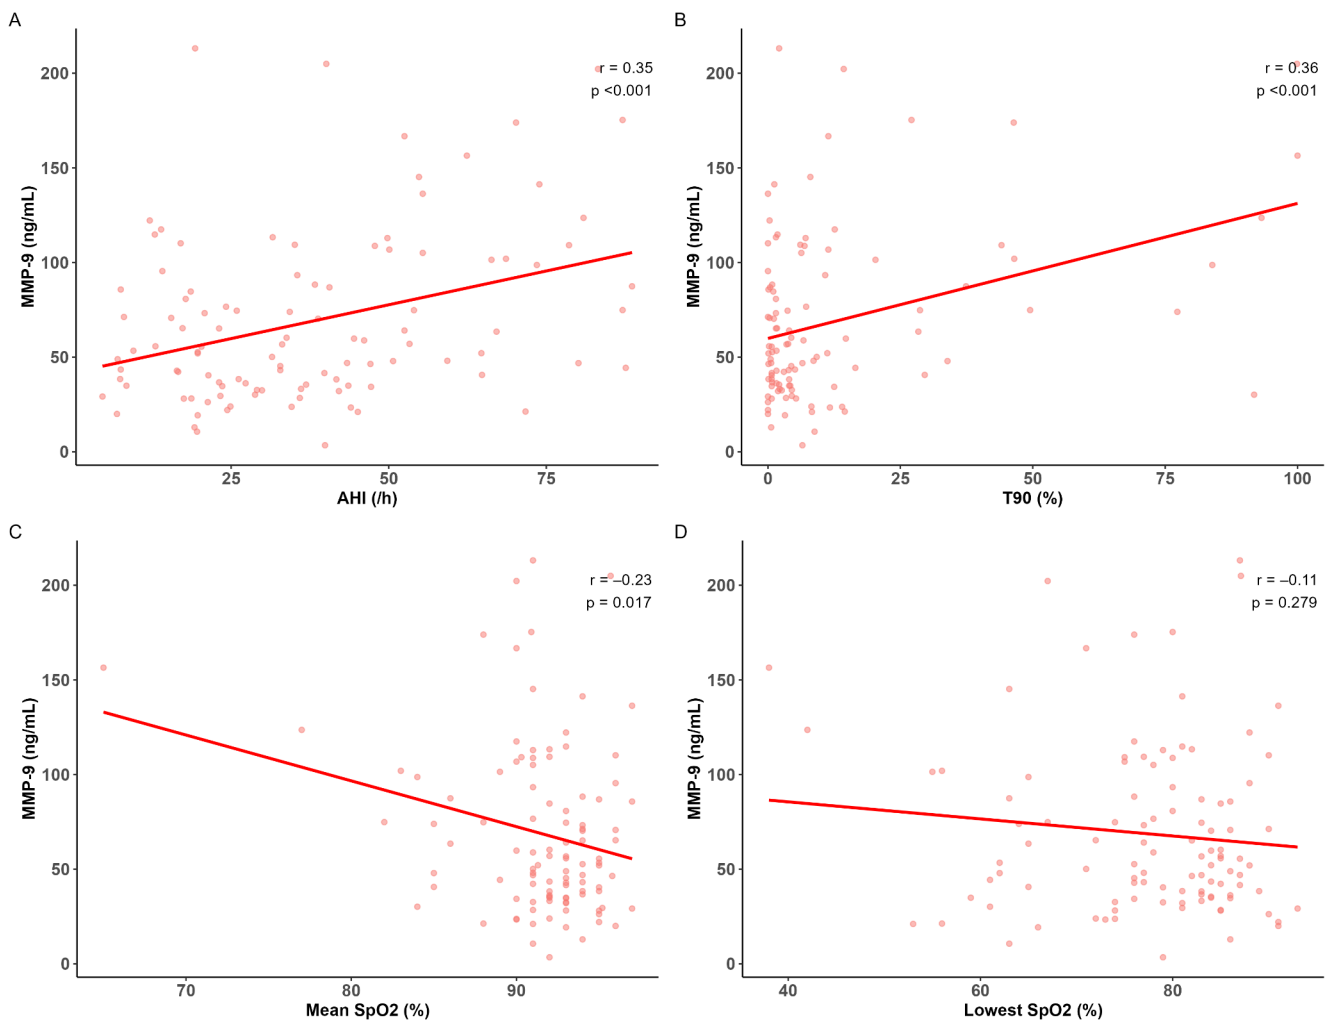 A
MMP-9 (ng/mL)
200
150
100
50
0
r = 0.35
p <0.001
25
50
75
AHI (/h)
B
MMP-9 (ng/mL)
200
150
100
50
0
r = 0.36
p <0.001
0
25
50
75
100
T90 (%)
C
MMP-9 (ng/mL)
200
150
100
50
0
r = –0.23
p = 0.017
70
80
90
Mean SpO2 (%)
D
MMP-9 (ng/mL)
200
150
100
50
0
r = –0.11
p = 0.279
40
60
80
Lowest SpO2 (%)